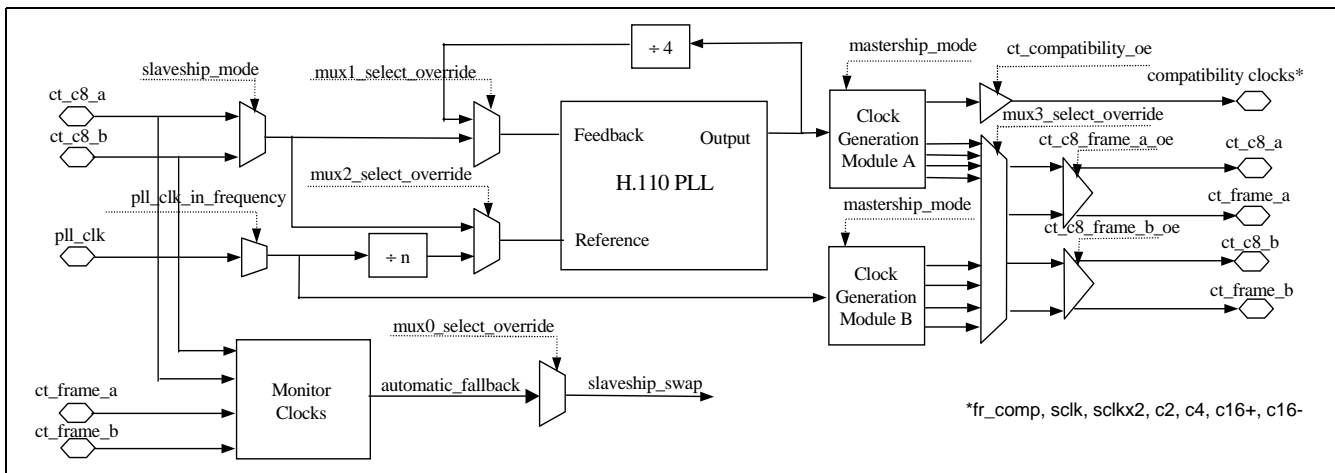 ÷ 4
mastership_mode
ct_compatibility_oe
compatibility clocks*
slaveship_mode
mux1_select_override
ct_c8_a
ct_c8_b
Feedback
Output
H.110 PLL
Reference
Clock
Generation
Module A
mux3_select_override
ct_c8_frame_a_oe
ct_c8_a
ct_frame_a
mux2_select_override
pll_clk_in_frequency
pll_clk
÷ n
mastership_mode
ct_c8_frame_b_oe
ct_c8_b
ct_frame_b
Clock
Generation
Module B
mux0_select_override
ct_frame_a
ct_frame_b
Monitor
Clocks
automatic_fallback
slaveship_swap
*fr_comp, sclk, sclkx2, c2, c4, c16+, c16-